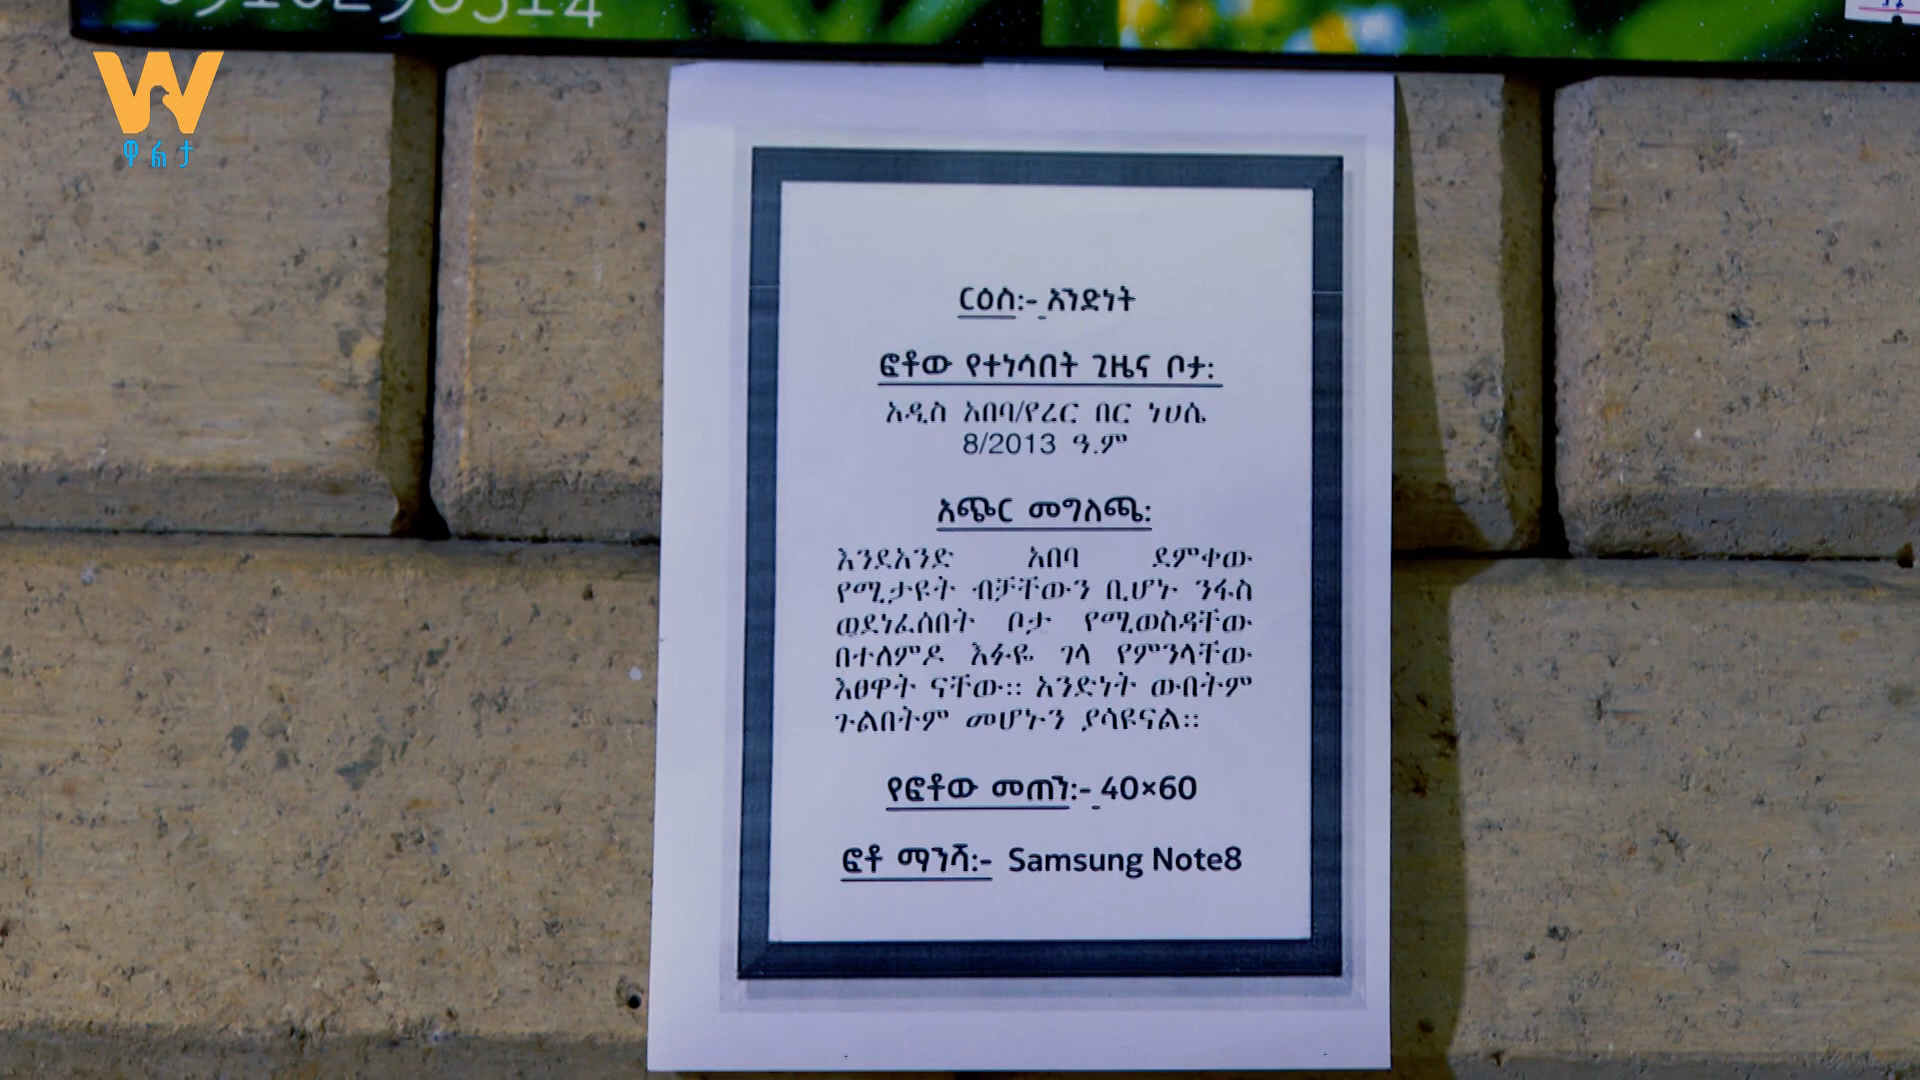 ዋልታ
ርዕስ:- አንድነት
ፎቶው የተነሳበት ጊዜና ቦታ:
አዲስ አበባ/የረር በር ነሀሴ
8/2013 ዓ.ም
አጭር መግለጫ:
እንደአንድ አበባ ደምቀው
የሚታዩት ብቻቸውን ቢሆኑ ንፋስ
ወደነፈሰበት ቦታ የሚወስዳቸው
በተለምዶ እፉዬ ገላ የምንላቸው
እፀዋት ናቸው። አንድነት ውበትም
ጉልበትም መሆኑን ያሳዩናል።
የፎቶው መጠን:- 40×60
ፎቶ ማንሻ:- Samsung Note8